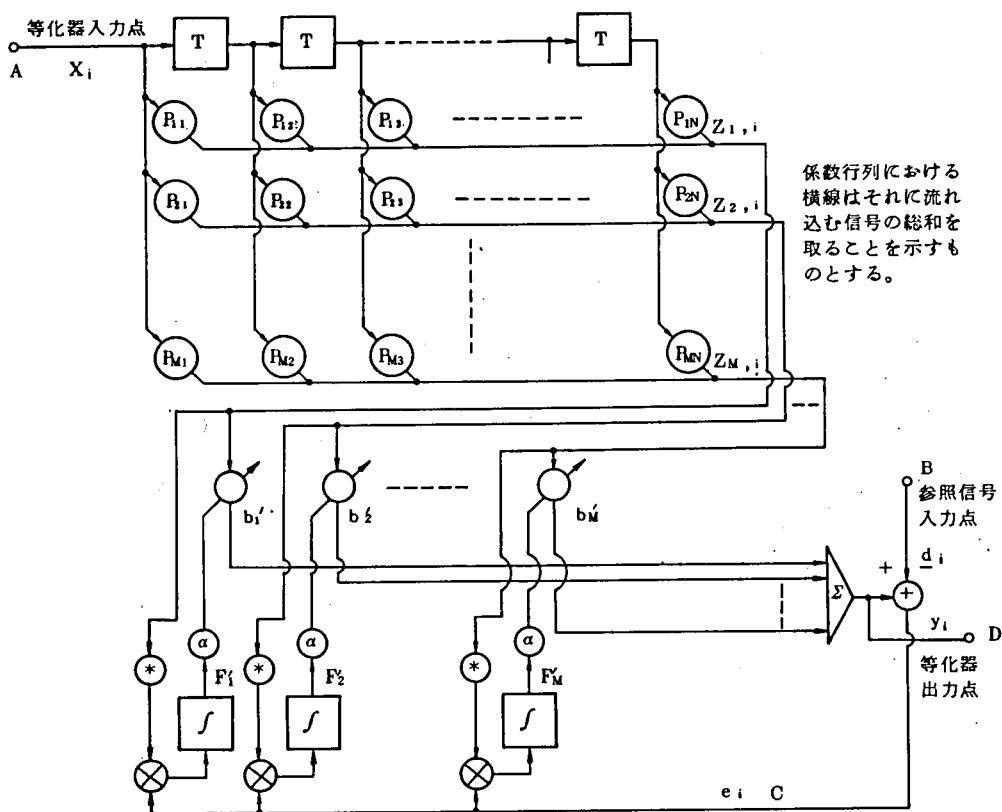 等化器入力点
A
X i
T
T
T
P11
P12
P13
P1N
Z1,i
P21
P22
P23
P2N
Z2,i
PM1
PM2
PM3
PMN
ZM,i
係数行列における
横線はそれに流れ
込む信号の総和を
取ることを示すも
のとする。
b1'
b2'
bM'
B
参照信号
入力点
+
d i
Σ
+
y i
D
等化器
出力点
*
α
F1'
∫
*
α
F2'
∫
*
α
FM'
∫
e i
C